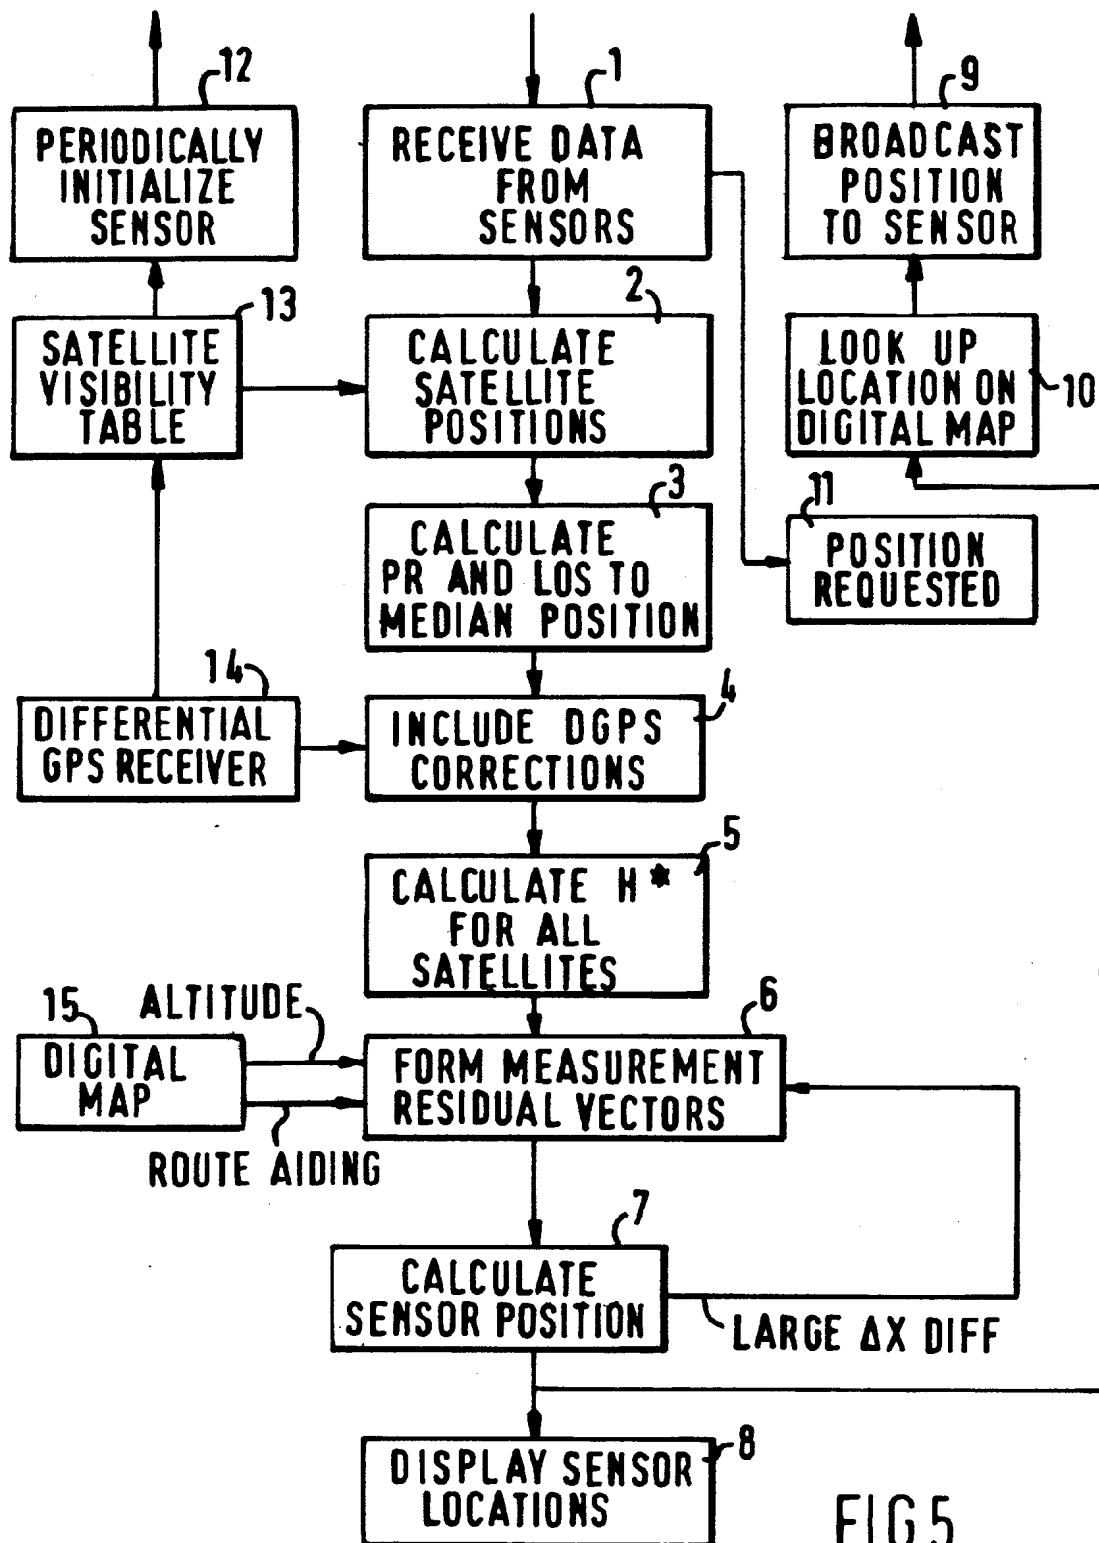 12
PERIODICALLY
INITIALIZE
SENSOR
1
RECEIVE DATA
FROM
SENSORS
9
BROADCAST
POSITION
TO SENSOR
13
SATELLITE
VISIBILITY
TABLE
2
CALCULATE
SATELLITE
POSITIONS
LOOK UP
LOCATION ON
DIGITAL MAP
10
3
CALCULATE
PR AND LOS TO
MEDIAN POSITION
11
POSITION
REQUESTED
14
DIFFERENTIAL
GPS RECEIVER
4
INCLUDE DGPS
CORRECTIONS
5
CALCULATE H*
FOR ALL
SATELLITES
15
DIGITAL
MAP
ALTITUDE
ROUTE AIDING
6
FORM MEASUREMENT
RESIDUAL VECTORS
7
CALCULATE
SENSOR POSITION
LARGE ΔX DIFF
8
DISPLAY SENSOR
LOCATIONS
FIG.5